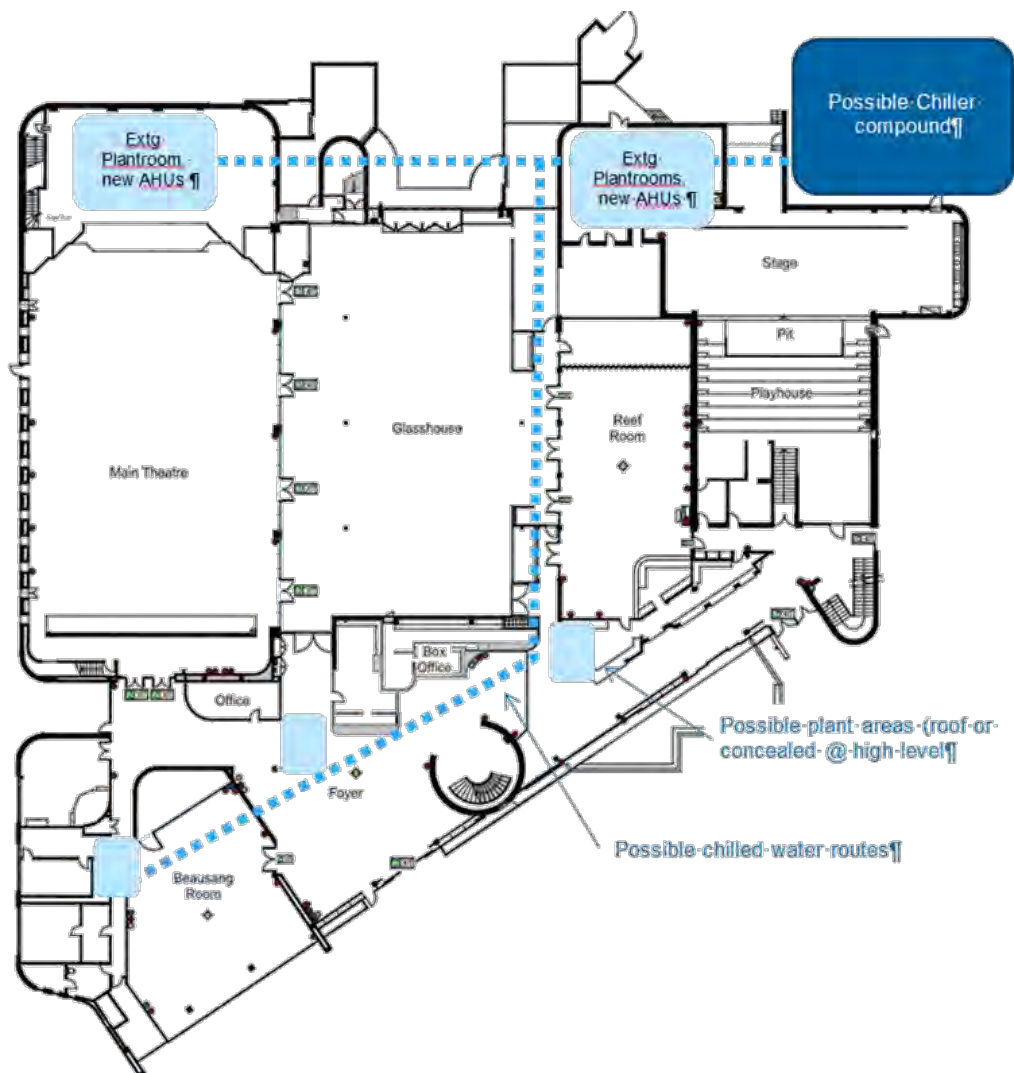 Possible·Chiller·
compound¶
Extg·
Plantroom,·
new·AHUs·¶
Extg·
Plantrooms,
new·AHUs·¶
Stage
Pit
Playhouse
Reef
Room
Glasshouse
Main Theatre
Box
Office
Office
Possible·plant·areas·(roof·or·
concealed·@·high·level¶
Foyer
Possible·chilled·water·routes¶
Beausang
Room